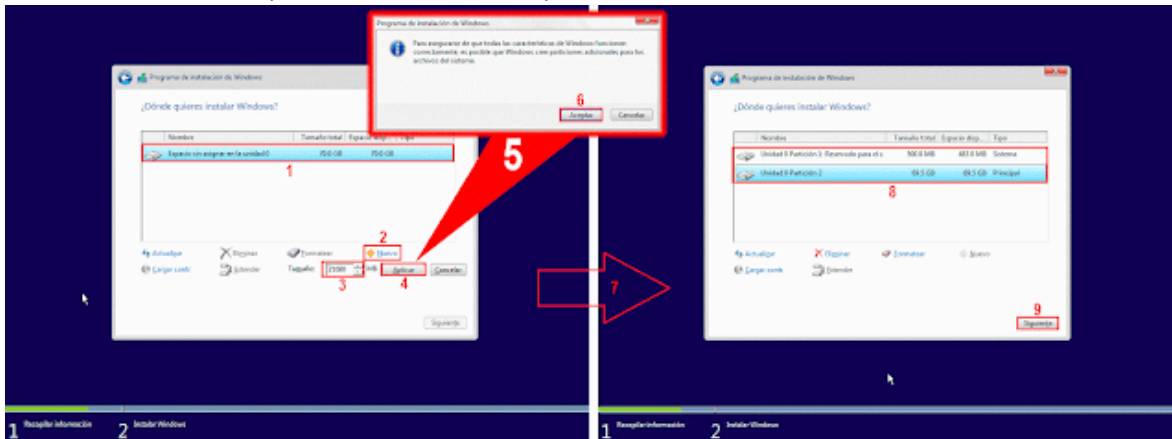 Programa de instalación de Windows
Para asegurarse de que todas las características de Windows funcionen
correctamente, es posible que Windows cree particiones adicionales para los
archivos del sistema.
6
Aceptar Cancelar
5
Programa de instalación de Windows
¿Dónde quieres instalar Windows?
Nombre Tamaño total Espacio disp... Tipo
Espacio sin asignar en la unidad 0 70.0 GB 70.0 GB
1
2
Actualizar Eliminar Formatear Nuevo
Cargar contr. Extender Tamaño: MB Aplicar Cancelar
3 4
Siguiente
1 Recopilar información 2 Instalar Windows
7
Programa de instalación de Windows
¿Dónde quieres instalar Windows?
Nombre Tamaño total Espacio disp... Tipo
Unidad 0 Partición 1: Reservado para el s 500.0 MB MB Sistema
Unidad 0 Partición 2 69.5 GB 69.5 GB Principal
8
Actualizar Eliminar Formatear Nuevo
Cargar contr. Extender
9
Siguiente
1 Recopilar información 2 Instalar Windows